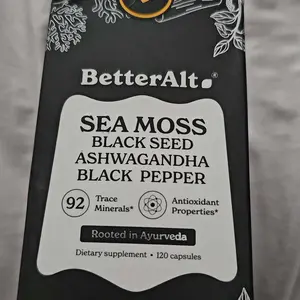 BetterAlt®
SEA MOSS
BLACK SEED
ASHWAGANDHA
BLACK PEPPER
92 Trace Minerals* Antioxidant Properties*
Rooted in Ayurveda
Dietary supplement • 120 capsules